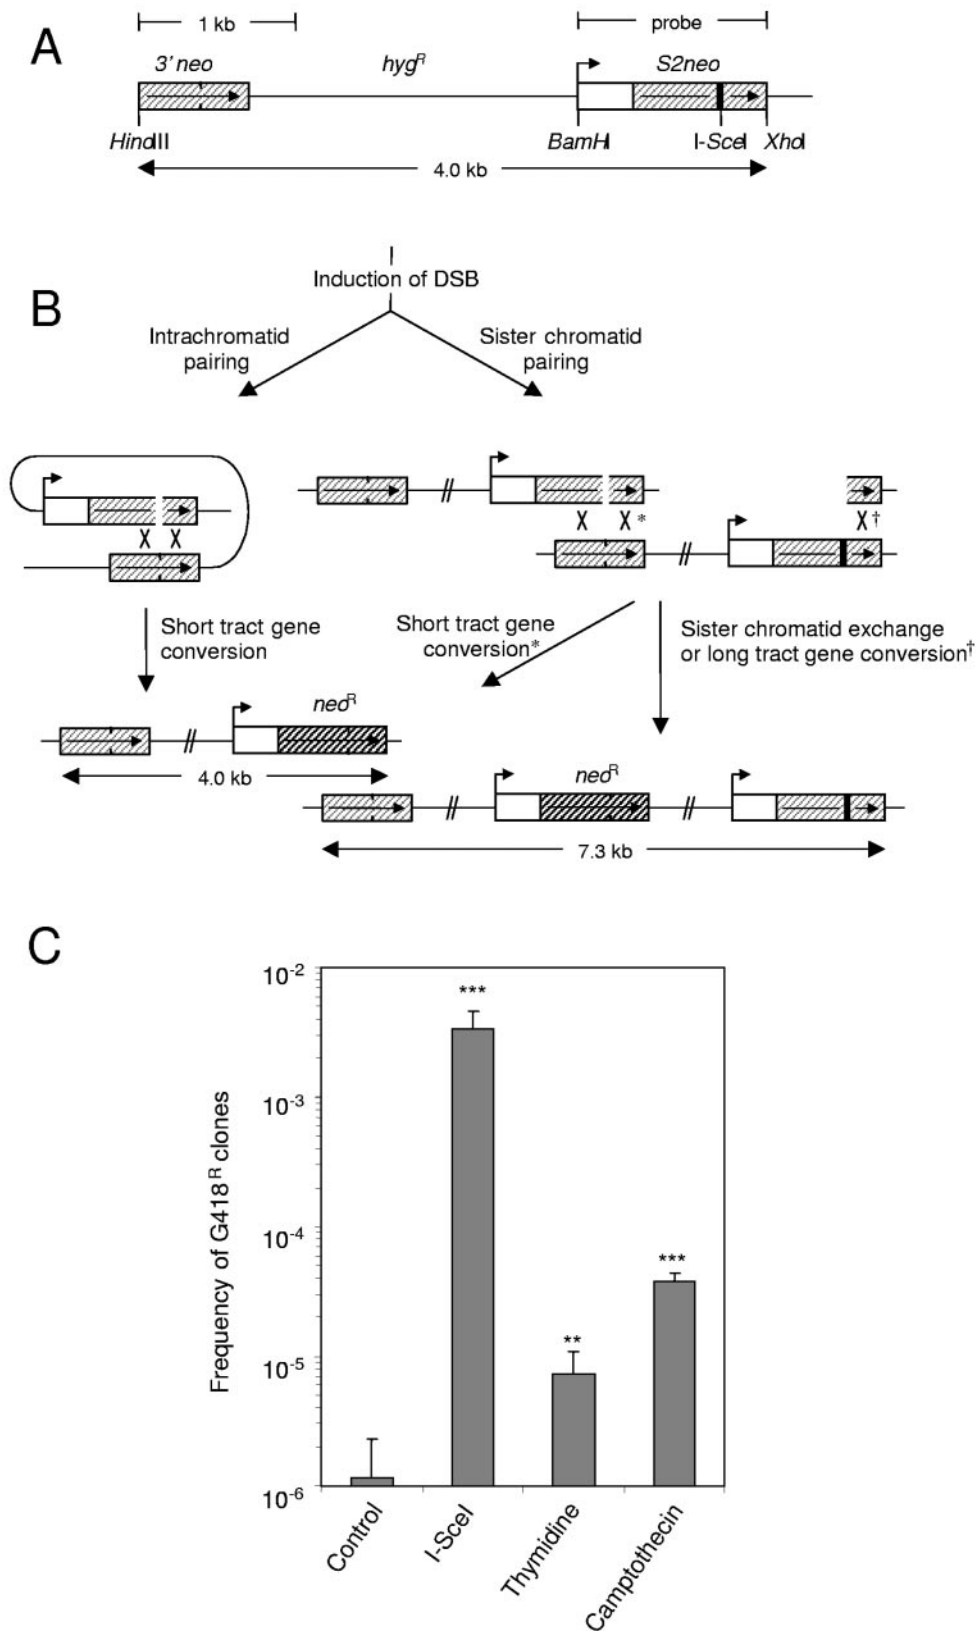 A
1 kb
probe
3' neo
hygR
S2neo
HindIII
BamHI
I-SceI
XhoI
4.0 kb
B
Induction of DSB
Intrachromatid
pairing
Sister chromatid
pairing
*
†
Short tract gene
conversion
Short tract gene
conversion*
Sister chromatid exchange
or long tract gene conversion†
neoR
4.0 kb
neoR
7.3 kb
C
Frequency of G418R clones
10-2
10-3
10-4
10-5
10-6
***
**
***
Control
I-SceI
Thymidine
Camptothecin